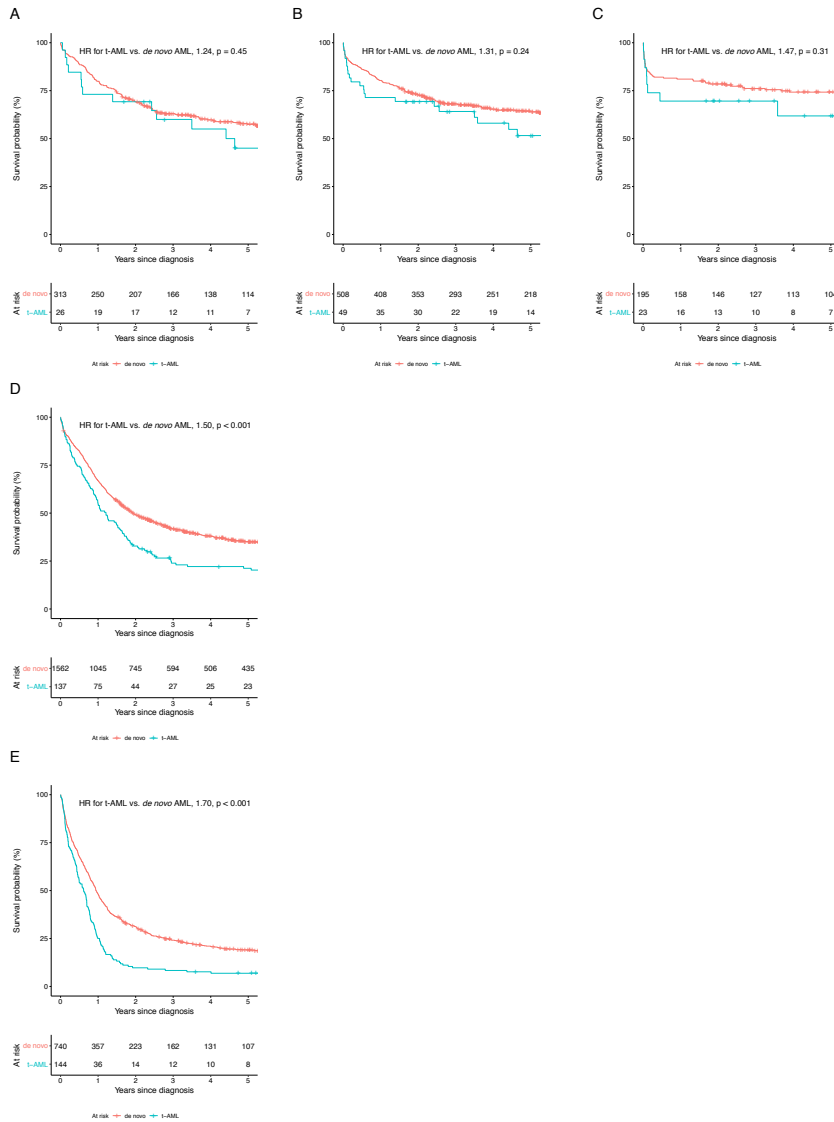 A
HR for t-AML vs. de novo AML, 1.24, p = 0.45
Survival probability (%)
100
75
50
25
0
0 1 2 3 4 5
Years since diagnosis
At risk
de novo 313 250 207 166 138 114
t-AML 26 19 17 12 11 7
0 1 2 3 4 5
Years since diagnosis
At risk de novo t-AML
B
HR for t-AML vs. de novo AML, 1.31, p = 0.24
Survival probability (%)
100
75
50
25
0
0 1 2 3 4 5
Years since diagnosis
At risk
de novo 508 408 353 293 251 218
t-AML 49 35 30 22 19 14
0 1 2 3 4 5
Years since diagnosis
At risk de novo t-AML
C
HR for t-AML vs. de novo AML, 1.47, p = 0.31
Survival probability (%)
100
75
50
25
0
0 1 2 3 4 5
Years since diagnosis
At risk
de novo 195 158 146 127 113 104
t-AML 23 16 13 10 8 7
0 1 2 3 4 5
Years since diagnosis
At risk de novo t-AML
D
HR for t-AML vs. de novo AML, 1.50, p < 0.001
Survival probability (%)
100
75
50
25
0
0 1 2 3 4 5
Years since diagnosis
At risk
de novo 1562 1045 745 594 506 435
t-AML 137 75 44 27 25 23
0 1 2 3 4 5
Years since diagnosis
At risk de novo t-AML
E
HR for t-AML vs. de novo AML, 1.70, p < 0.001
Survival probability (%)
100
75
50
25
0
0 1 2 3 4 5
Years since diagnosis
At risk
de novo 740 357 223 162 131 107
t-AML 144 36 14 12 10 8
0 1 2 3 4 5
Years since diagnosis
At risk de novo t-AML